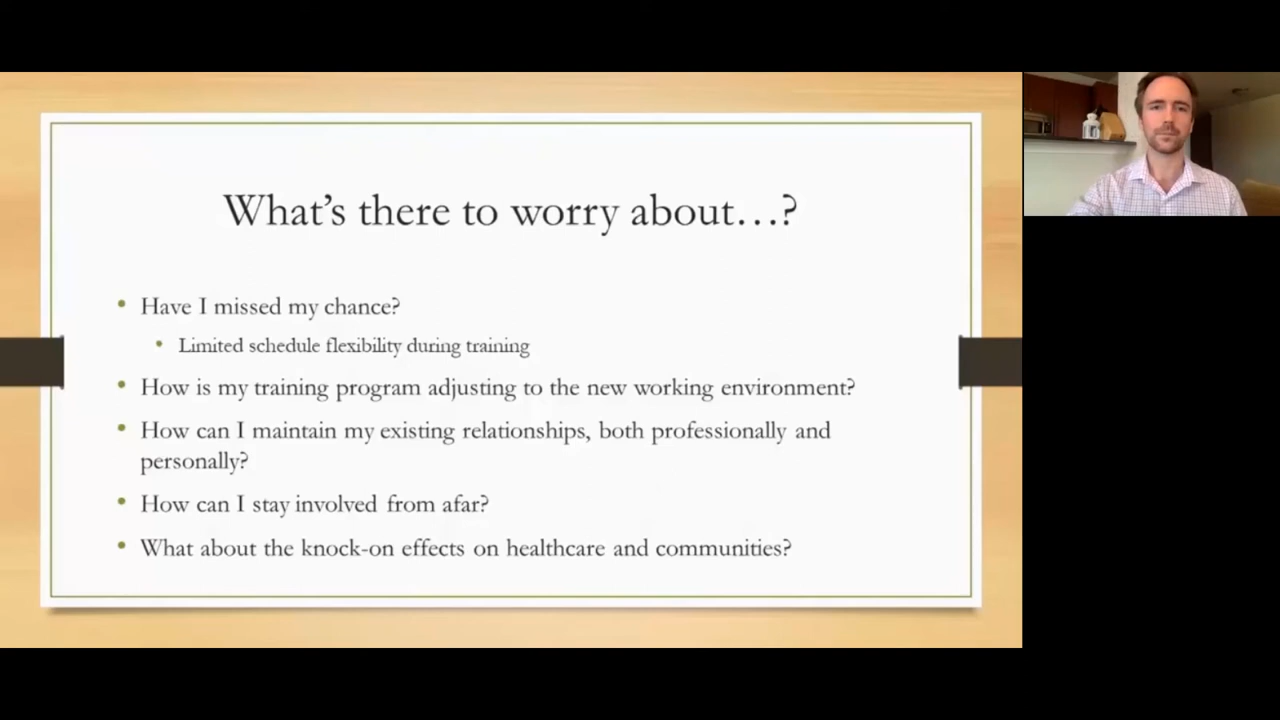 What's there to worry about…?
• Have I missed my chance?
• Limited schedule flexibility during training
• How is my training program adjusting to the new working environment?
• How can I maintain my existing relationships, both professionally and
personally?
• How can I stay involved from afar?
• What about the knock-on effects on healthcare and communities?